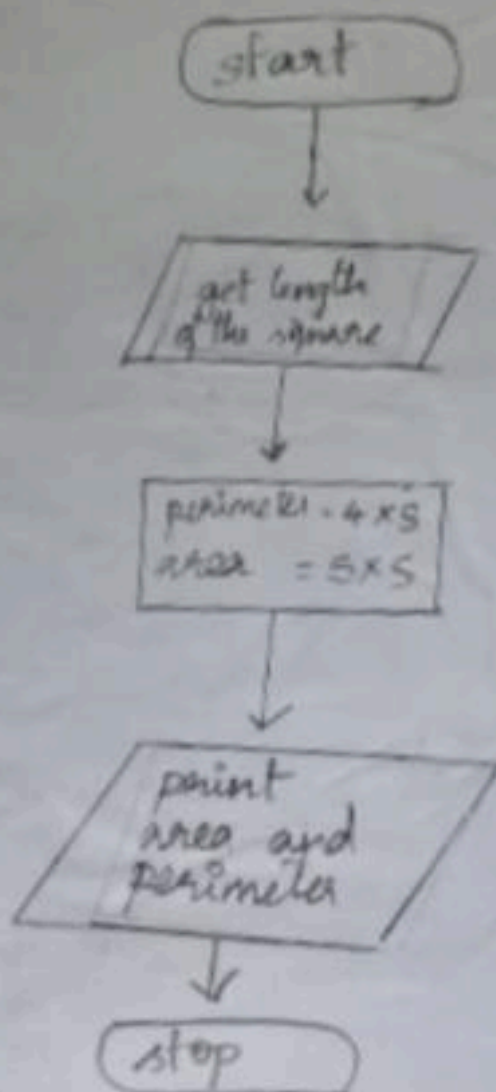 start
get length
of the square
perimeter = 4 × S
area = S × S
print
area and
perimeter
stop